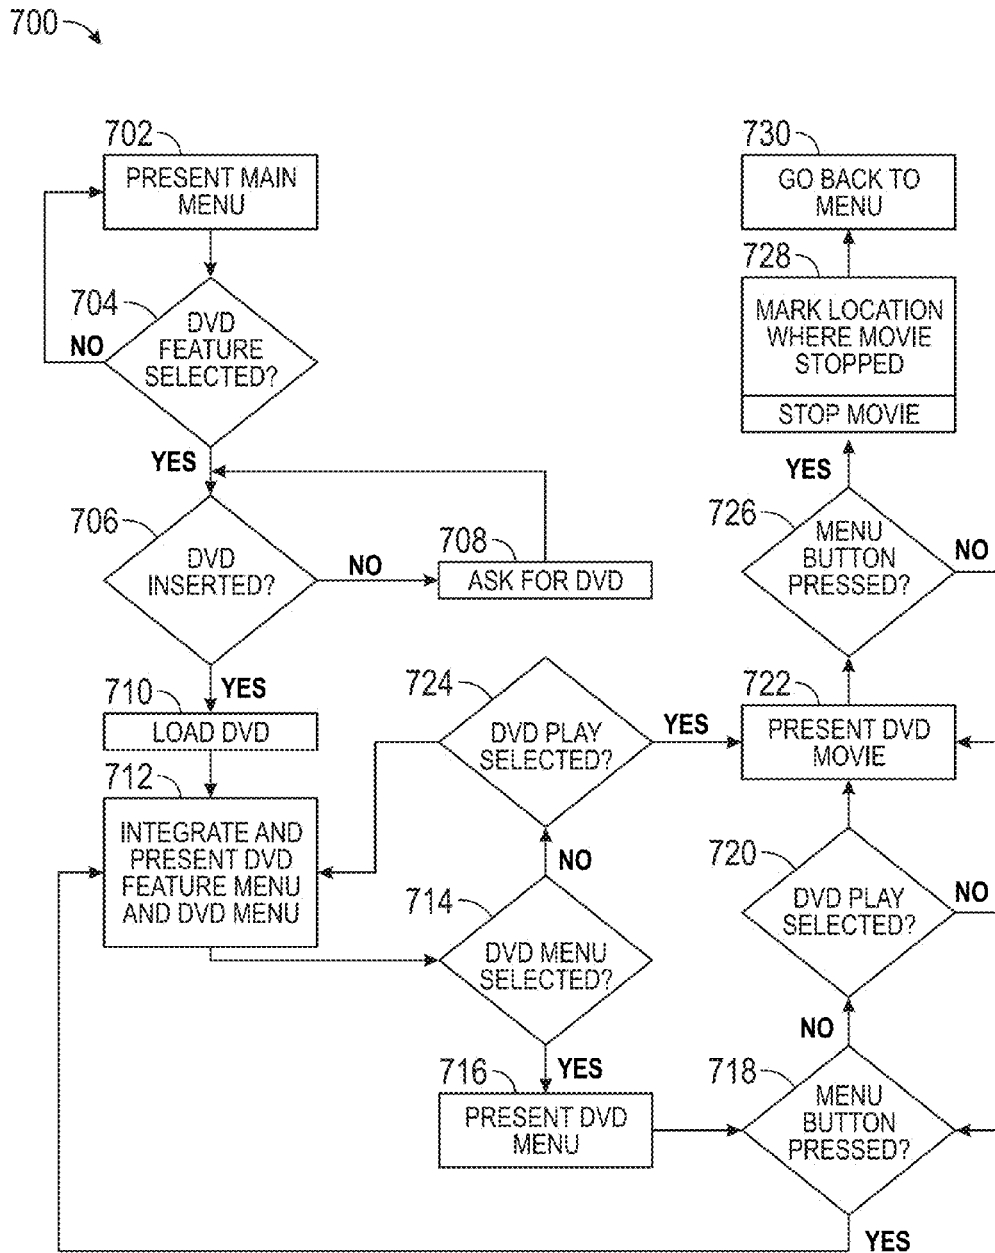 700
702
PRESENT MAIN
MENU
704
DVD
FEATURE
SELECTED?
NO
YES
706
DVD
INSERTED?
NO
708
ASK FOR DVD
YES
710
LOAD DVD
712
INTEGRATE AND
PRESENT DVD
FEATURE MENU
AND DVD MENU
724
DVD PLAY
SELECTED?
YES
NO
714
DVD MENU
SELECTED?
YES
716
PRESENT DVD
MENU
730
GO BACK TO
MENU
728
MARK LOCATION
WHERE MOVIE
STOPPED
STOP MOVIE
YES
726
MENU
BUTTON
PRESSED?
NO
722
PRESENT DVD
MOVIE
720
DVD PLAY
SELECTED?
NO
NO
718
MENU
BUTTON
PRESSED?
YES